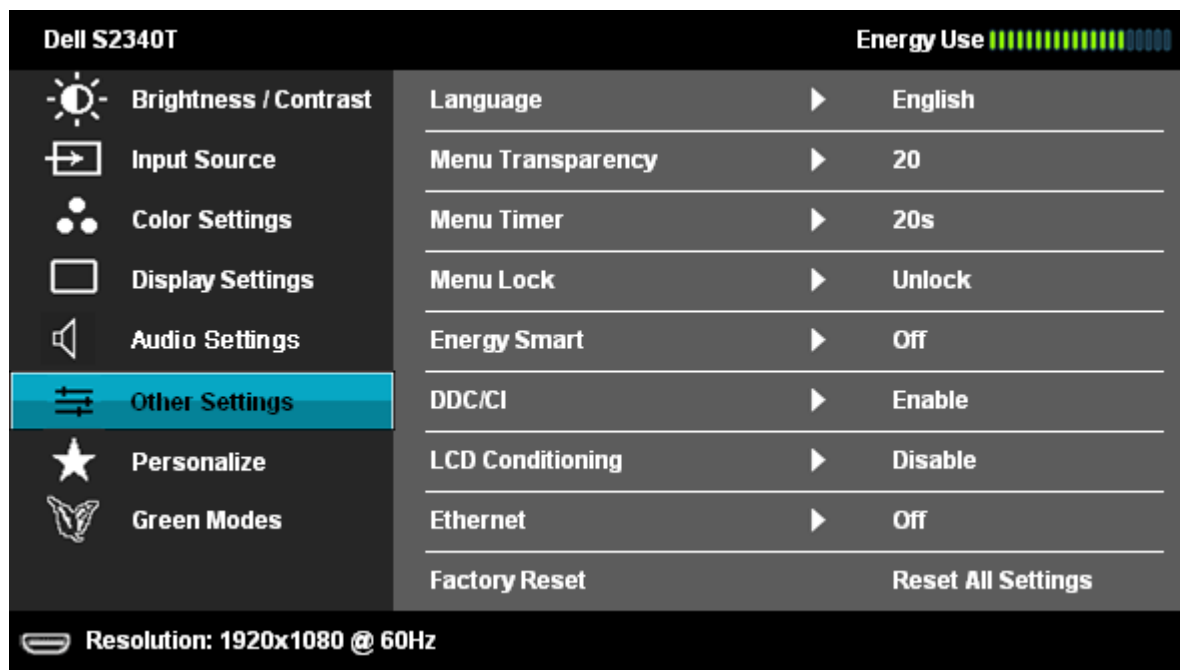 Dell S2340T Energy Use
Brightness / Contrast
Input Source
Color Settings
Display Settings
Audio Settings
Other Settings
Personalize
Green Modes
Language English
Menu Transparency 20
Menu Timer 20s
Menu Lock Unlock
Energy Smart Off
DDC/CI Enable
LCD Conditioning Disable
Ethernet Off
Factory Reset Reset All Settings
Resolution: 1920x1080 @ 60Hz